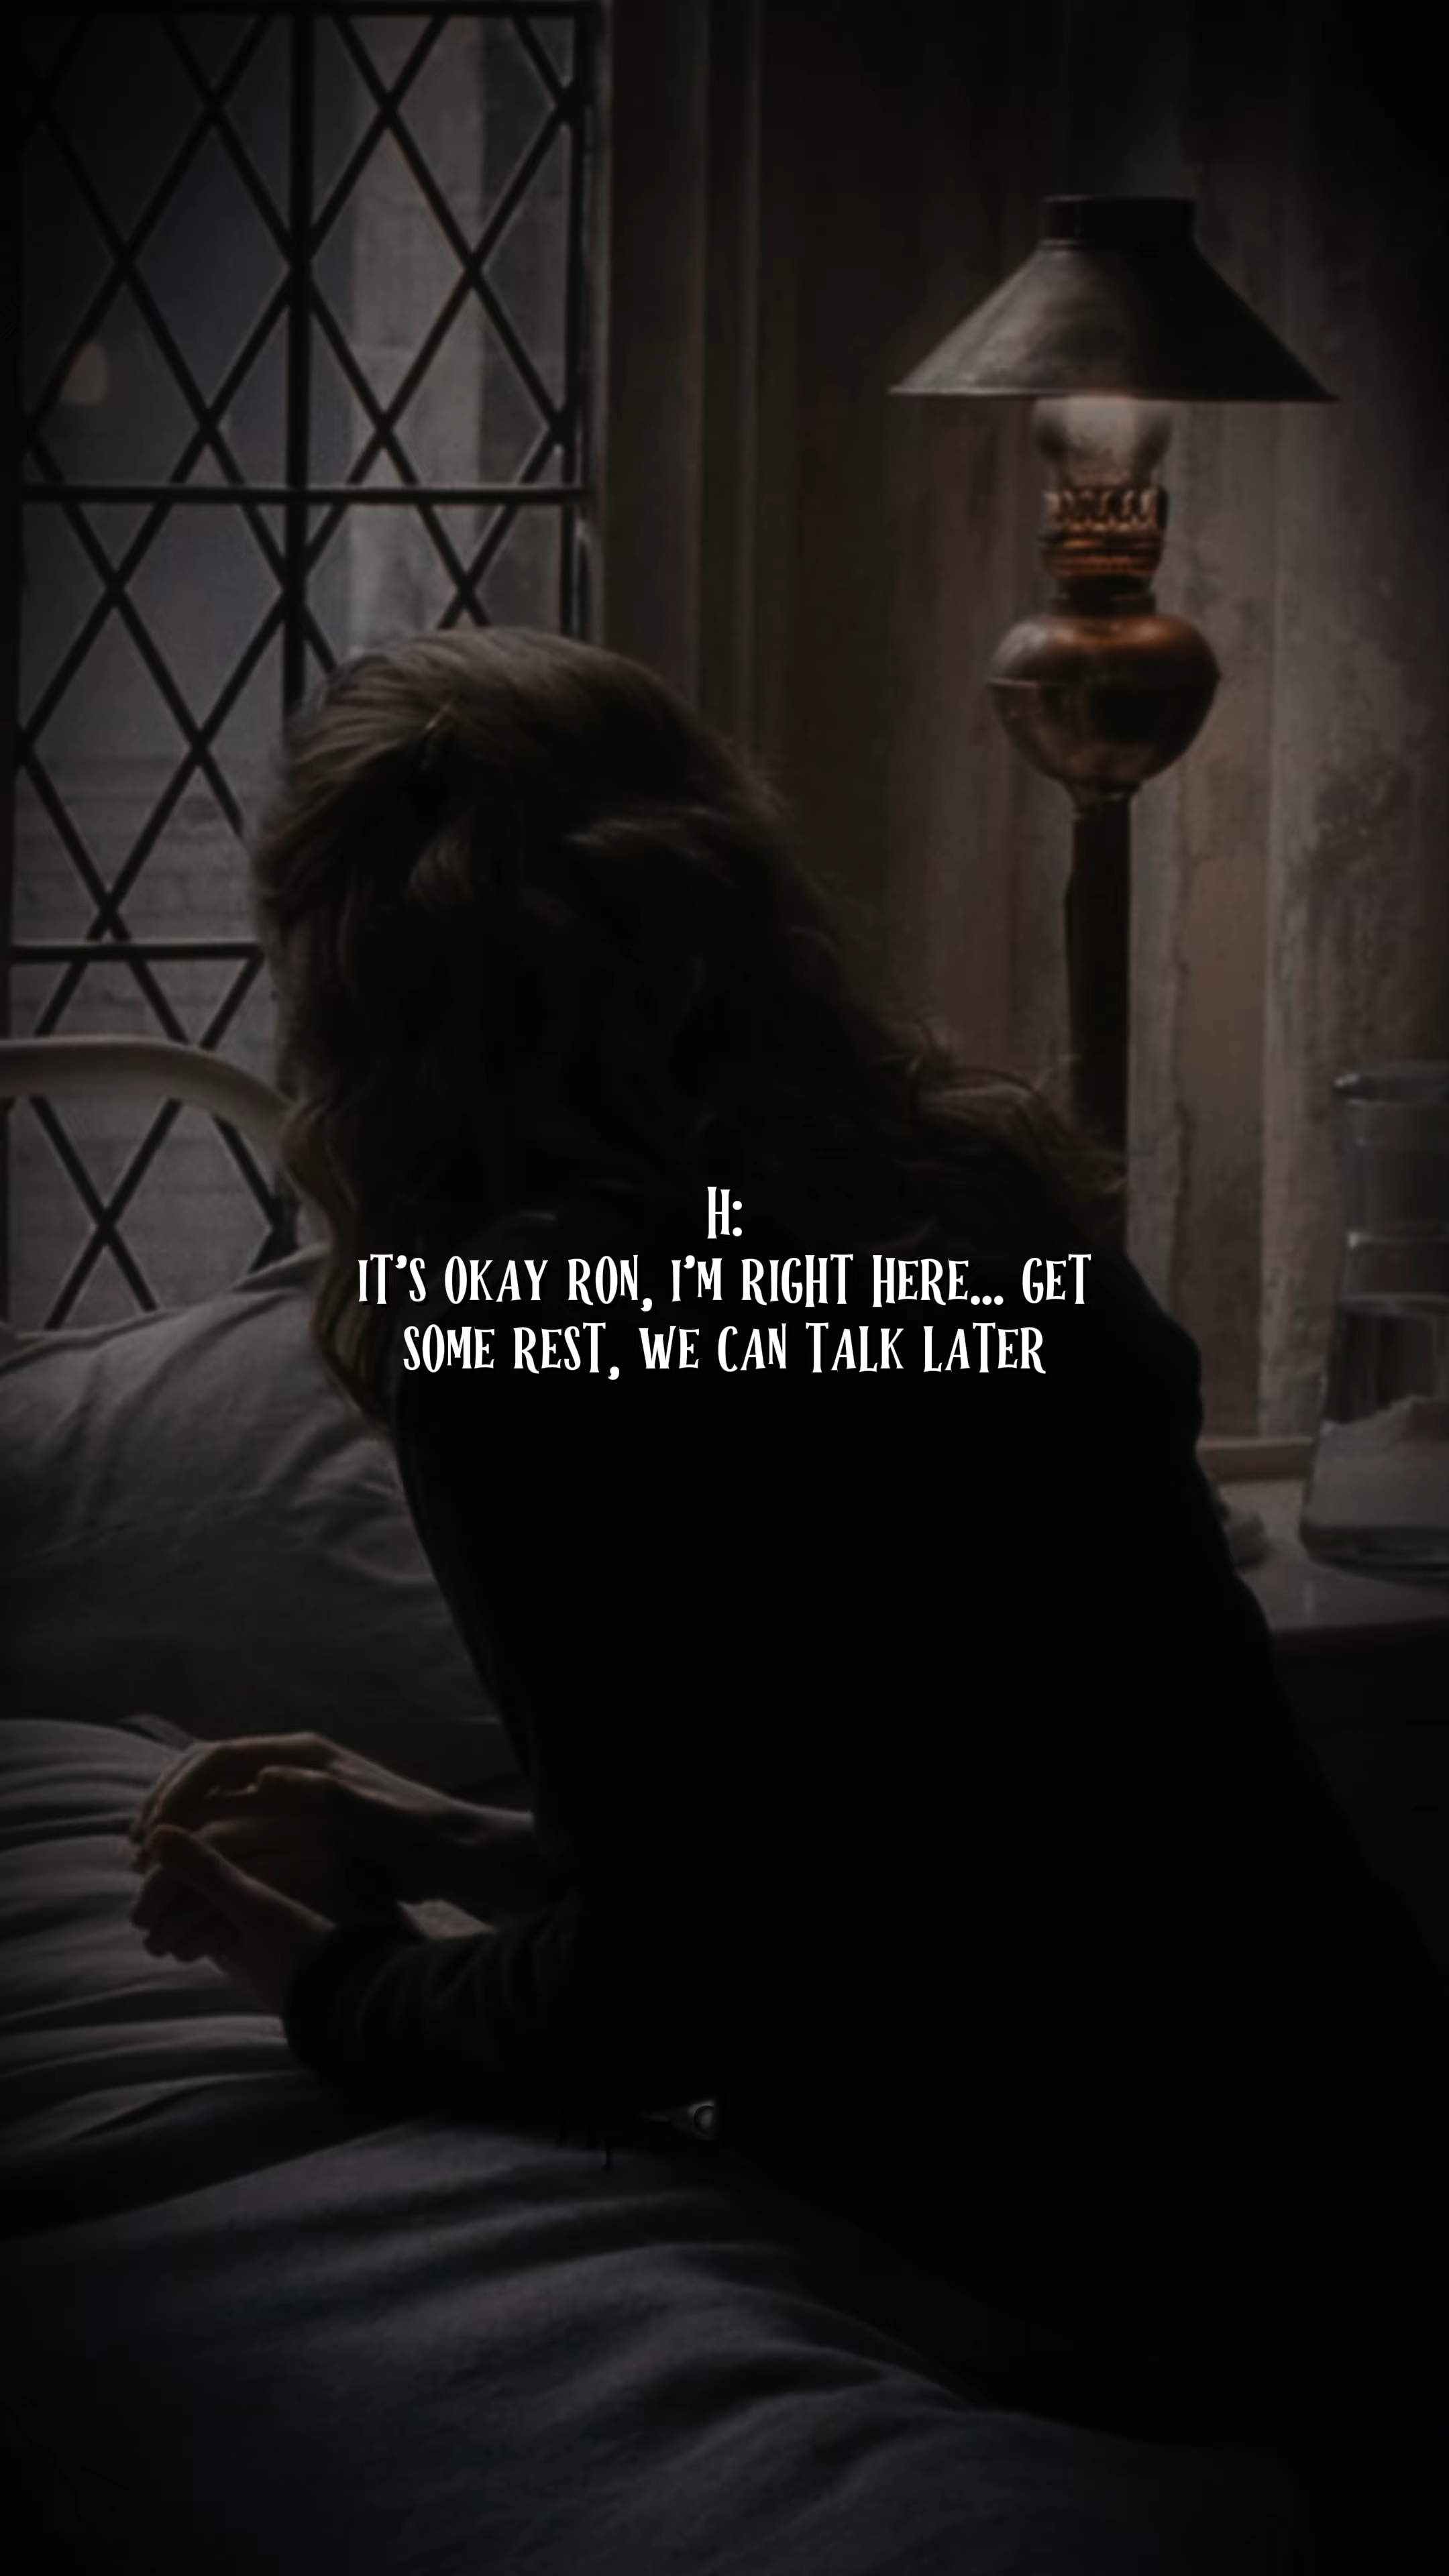 H:
IT'S OKAY RON, I'M RIGHT HERE... GET
SOME REST, WE CAN TALK LATER